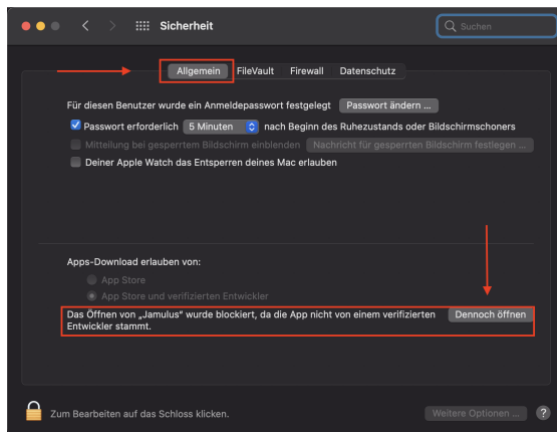 Sicherheit
Suchen
Allgemein FileVault Firewall Datenschutz
Für diesen Benutzer wurde ein Anmeldepasswort festgelegt Passwort ändern ...
Passwort erforderlich 5 Minuten nach Beginn des Ruhezustands oder Bildschirmschoners
Mitteilung bei gesperrtem Bildschirm einblenden Nachricht für gesperrten Bildschirm festlegen ...
Deiner Apple Watch das Entsperren deines Mac erlauben
Apps-Download erlauben von:
App Store
App Store und verifizierten Entwickler
Das Öffnen von „Jamulus“ wurde blockiert, da die App nicht von einem verifizierten Dennoch öffnen
Entwickler stammt.
Zum Bearbeiten auf das Schloss klicken. Weitere Optionen ... ?